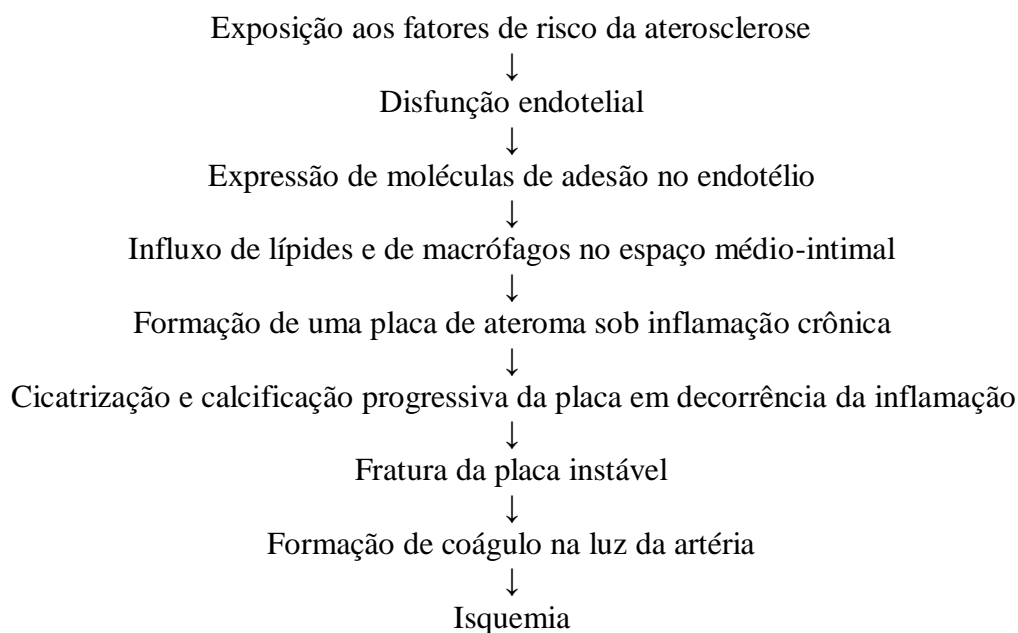 Exposição aos fatores de risco da aterosclerose
↓
Disfunção endotelial
↓
Expressão de moléculas de adesão no endotélio
↓
Influxo de lípides e de macrófagos no espaço médio-intimal
↓
Formação de uma placa de ateroma sob inflamação crônica
↓
Cicatrização e calcificação progressiva da placa em decorrência da inflamação
↓
Fratura da placa instável
↓
Formação de coágulo na luz da artéria
↓
Isquemia